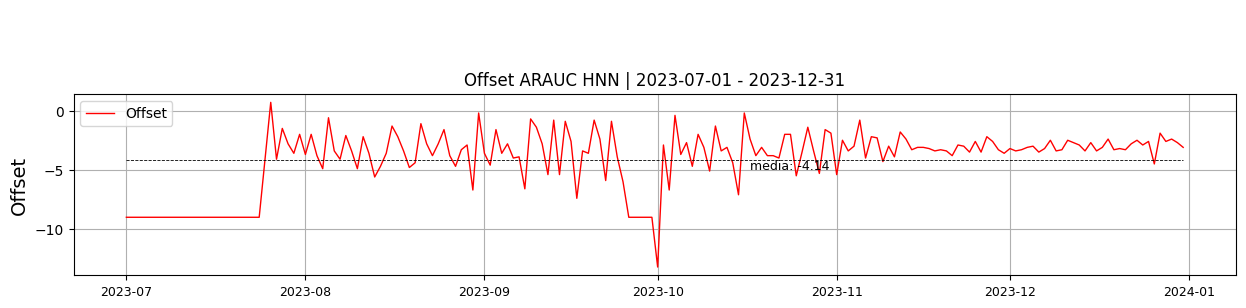 Offset ARAUC HNN | 2023-07-01 - 2023-12-31
Offset
0
−5
−10
Offset
media: -4.14
2023-07
2023-08
2023-09
2023-10
2023-11
2023-12
2024-01